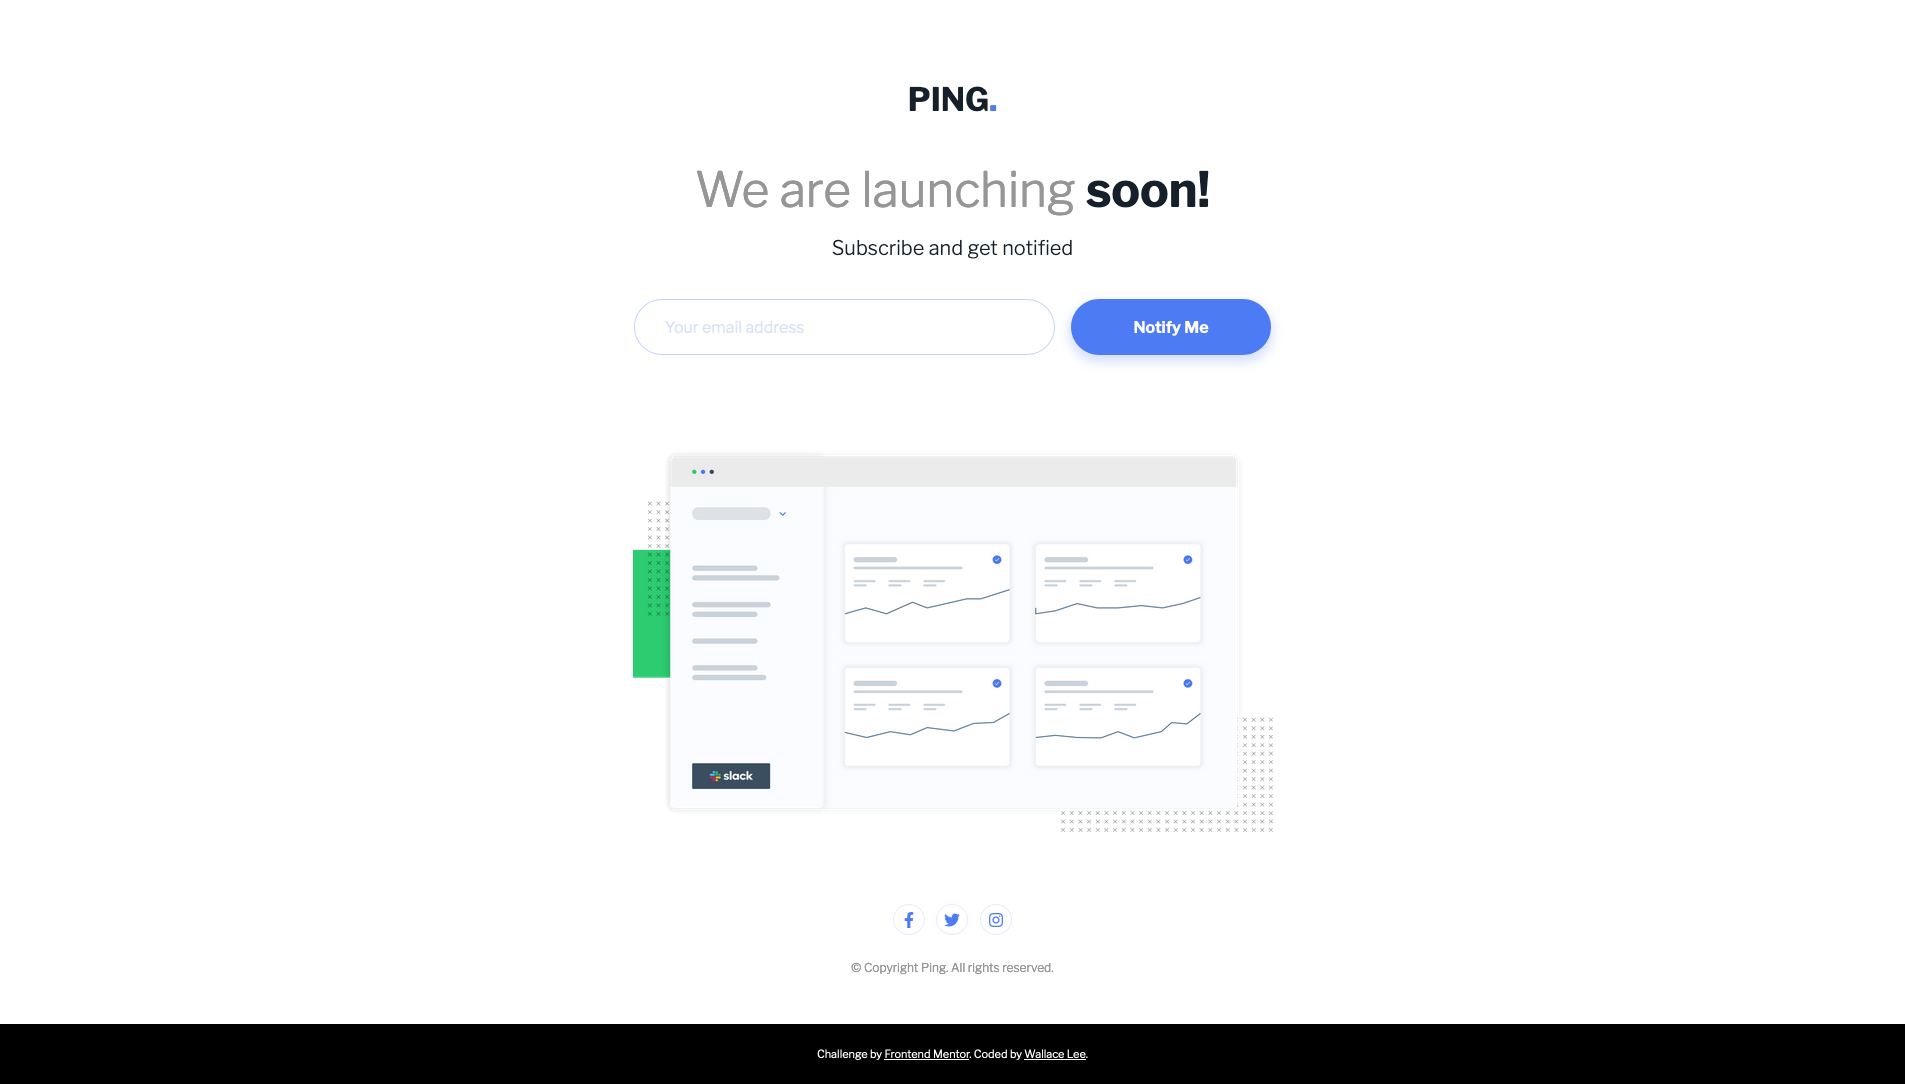 PING.
We are launching soon!
Subscribe and get notified
Your email address
Notify Me
slack
© Copyright Ping. All rights reserved.
Challenge by Frontend Mentor. Coded by Wallace Lee.